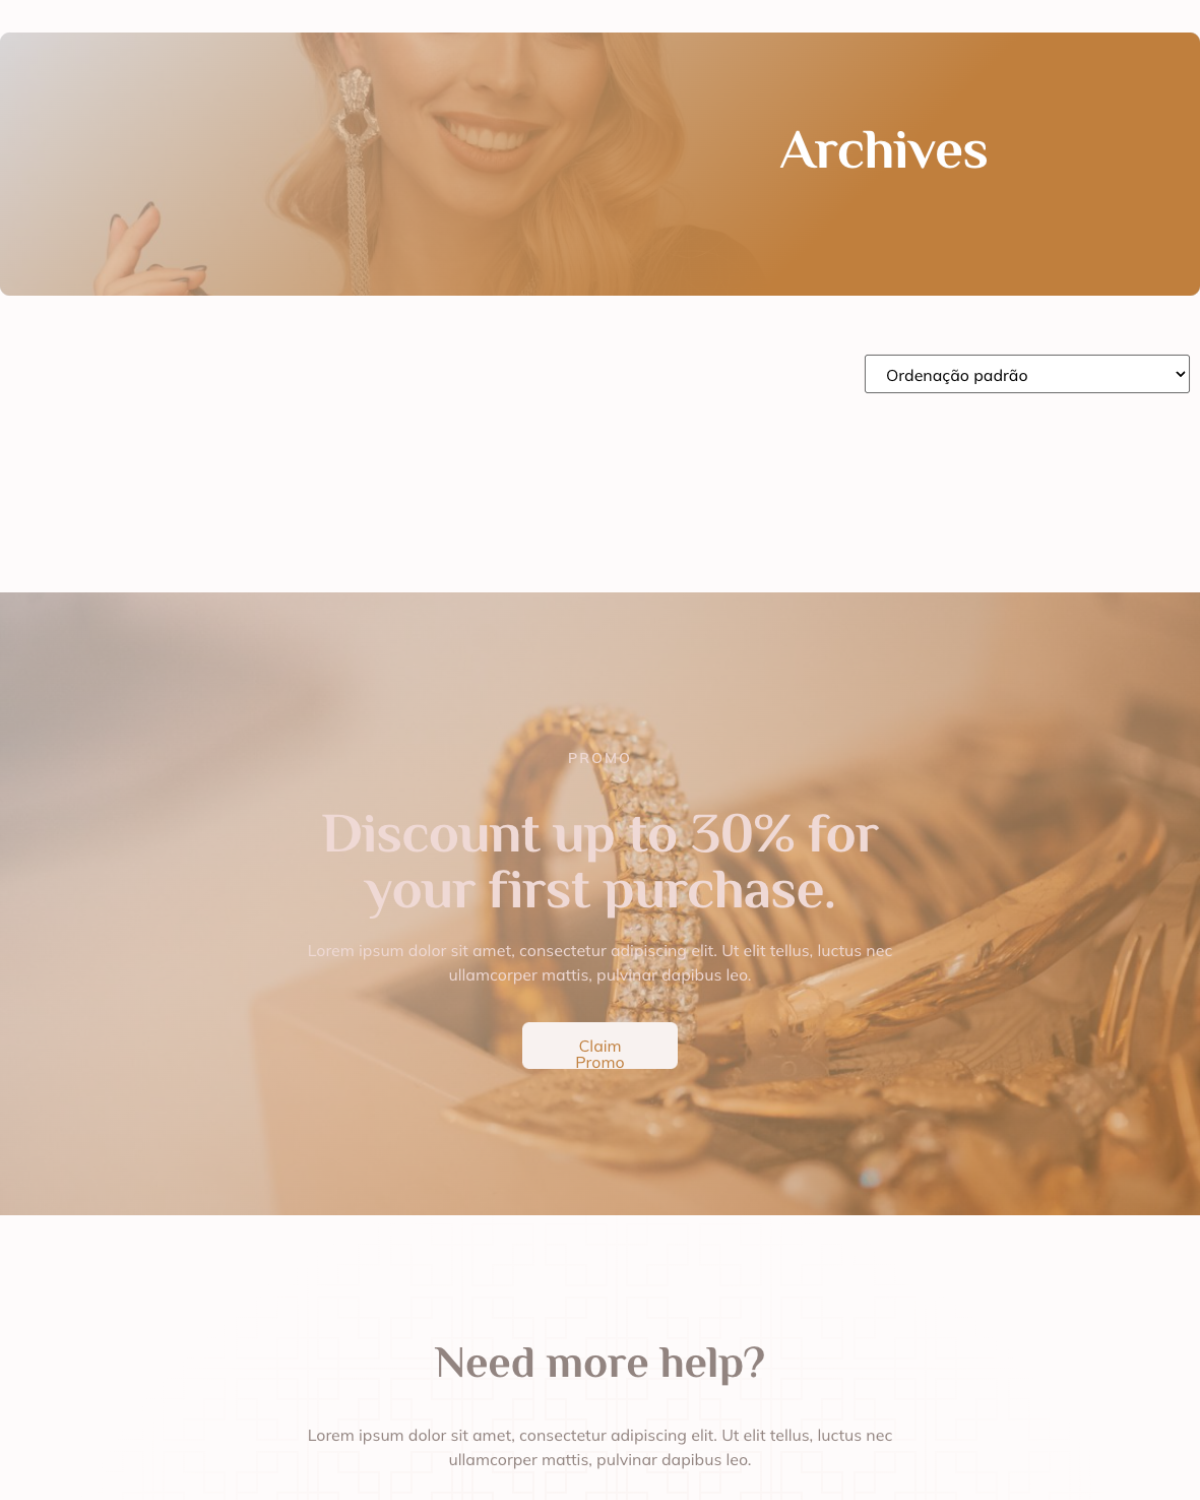 Archives
Ordenação padrão
PROMO
Discount up to 30% for
your first purchase.
Lorem ipsum dolor sit amet, consectetur adipiscing elit. Ut elit tellus, luctus nec
ullamcorper mattis, pulvinar dapibus leo.
Claim
Promo
Need more help?
Lorem ipsum dolor sit amet, consectetur adipiscing elit. Ut elit tellus, luctus nec
ullamcorper mattis, pulvinar dapibus leo.